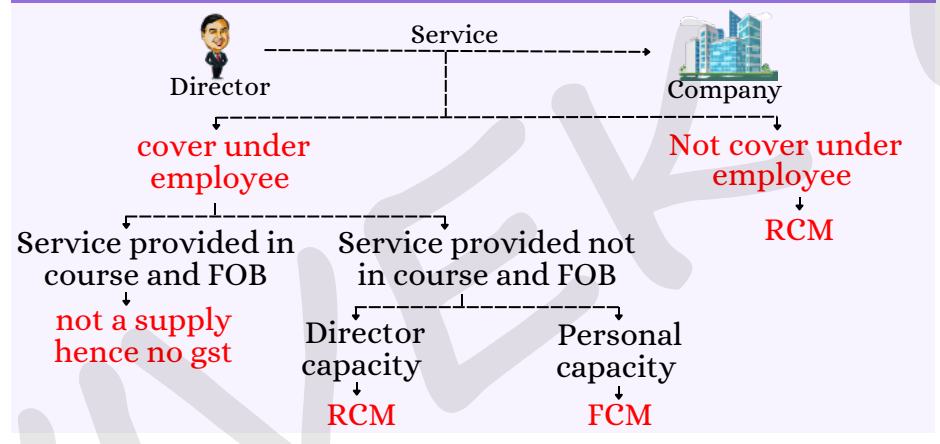 Service
Director
Company
cover under
employee
Not cover under
employee
RCM
Service provided in
course and FOB
Service provided not
in course and FOB
not a supply
hence no gst
Director
capacity
Personal
capacity
RCM
FCM